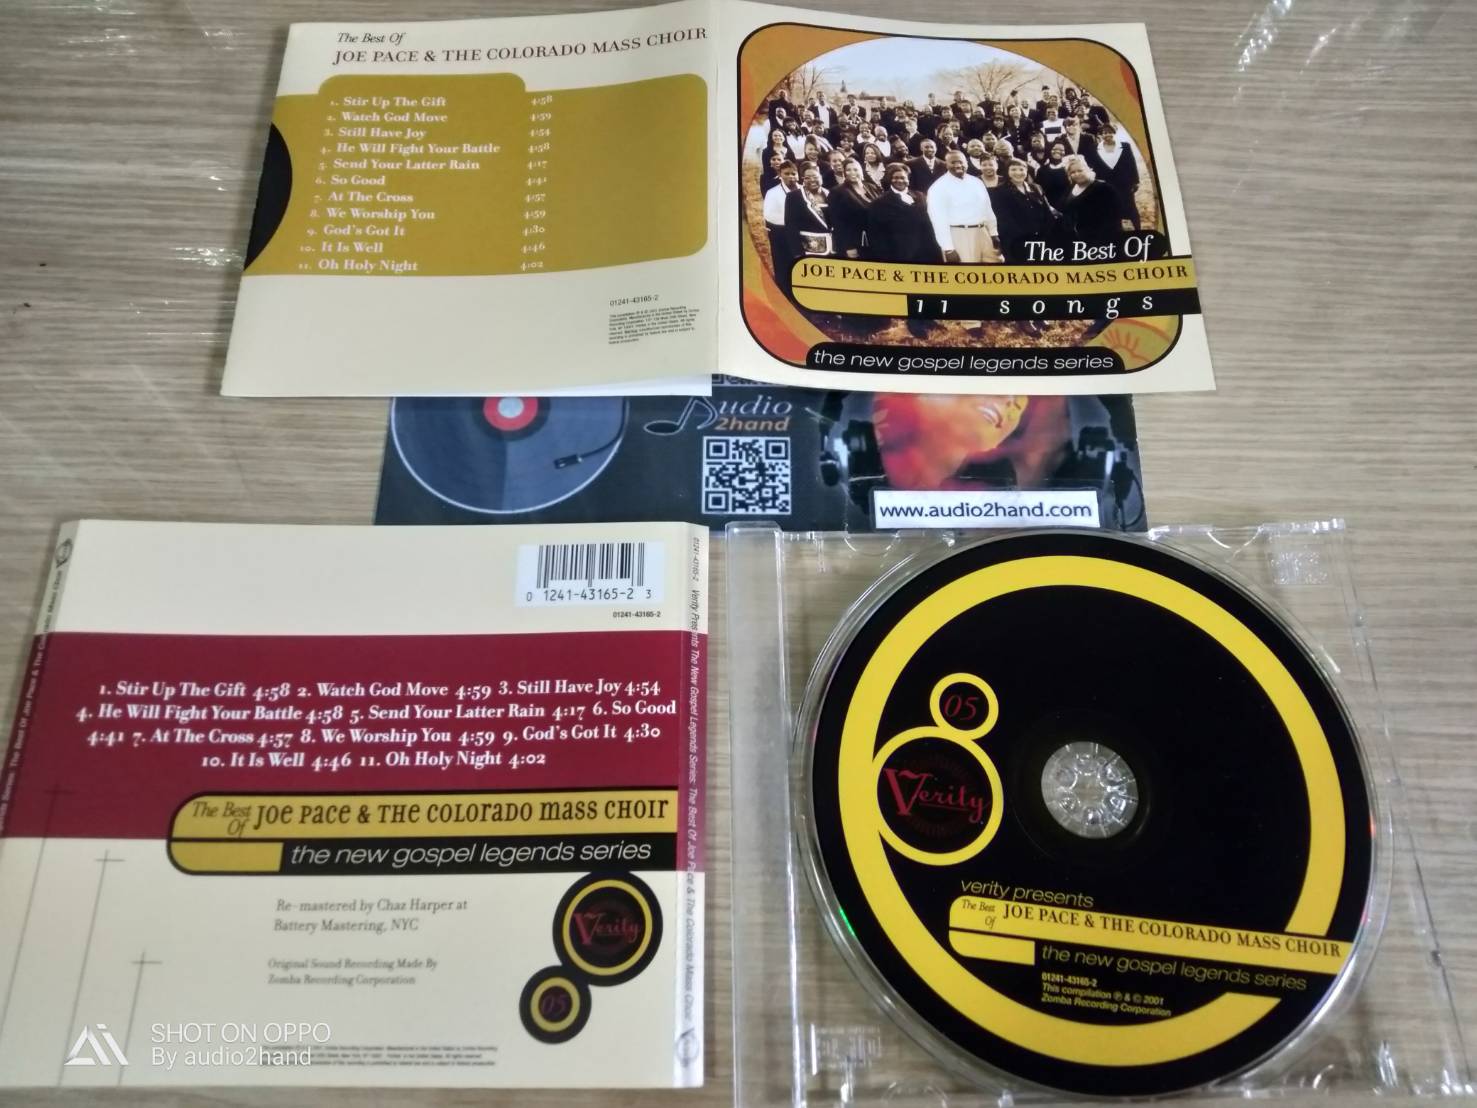 The Best Of
JOE PACE & THE COLORADO MASS CHOIR
1. Stir Up The Gift 4:58
2. Watch God Move 4:59
3. Still Have Joy 4:54
4. He Will Fight Your Battle 4:58
5. Send Your Latter Rain 4:17
6. So Good 4:41
7. At The Cross 4:57
8. We Worship You 4:59
9. God's Got It 4:30
10. It Is Well 4:46
11. Oh Holy Night 4:02
01241-43165-2
The Best Of
JOE PACE & THE COLORADO MASS CHOIR
11 songs
the new gospel legends series
Audio
2hand
www.audio2hand.com
0 1241-43165-2 3
01241-43165-2
1. Stir Up The Gift 4:58 2. Watch God Move 4:59 3. Still Have Joy 4:54
4. He Will Fight Your Battle 4:58 5. Send Your Latter Rain 4:17 6. So Good
4:41 7. At The Cross 4:57 8. We Worship You 4:59 9. God's Got It 4:30
10. It Is Well 4:46 11. Oh Holy Night 4:02
The Best Of JOE PACE & THE COLORADO MASS CHOIR
the new gospel legends series
Re-mastered by Chaz Harper at
Battery Mastering, NYC
Original Sound Recording Made By
Zomba Recording Corporation
Verity
05
01241-43165-2 Verity Presents The New Gospel Legends Series: The Best Of Joe Pace & The Colorado Mass Choir
05
Verity
verity presents
The Best Of JOE PACE & THE COLORADO MASS CHOIR
the new gospel legends series
01241-43165-2
This compilation ℗ & © 2001
Zomba Recording Corporation
SHOT ON OPPO
By audio2hand